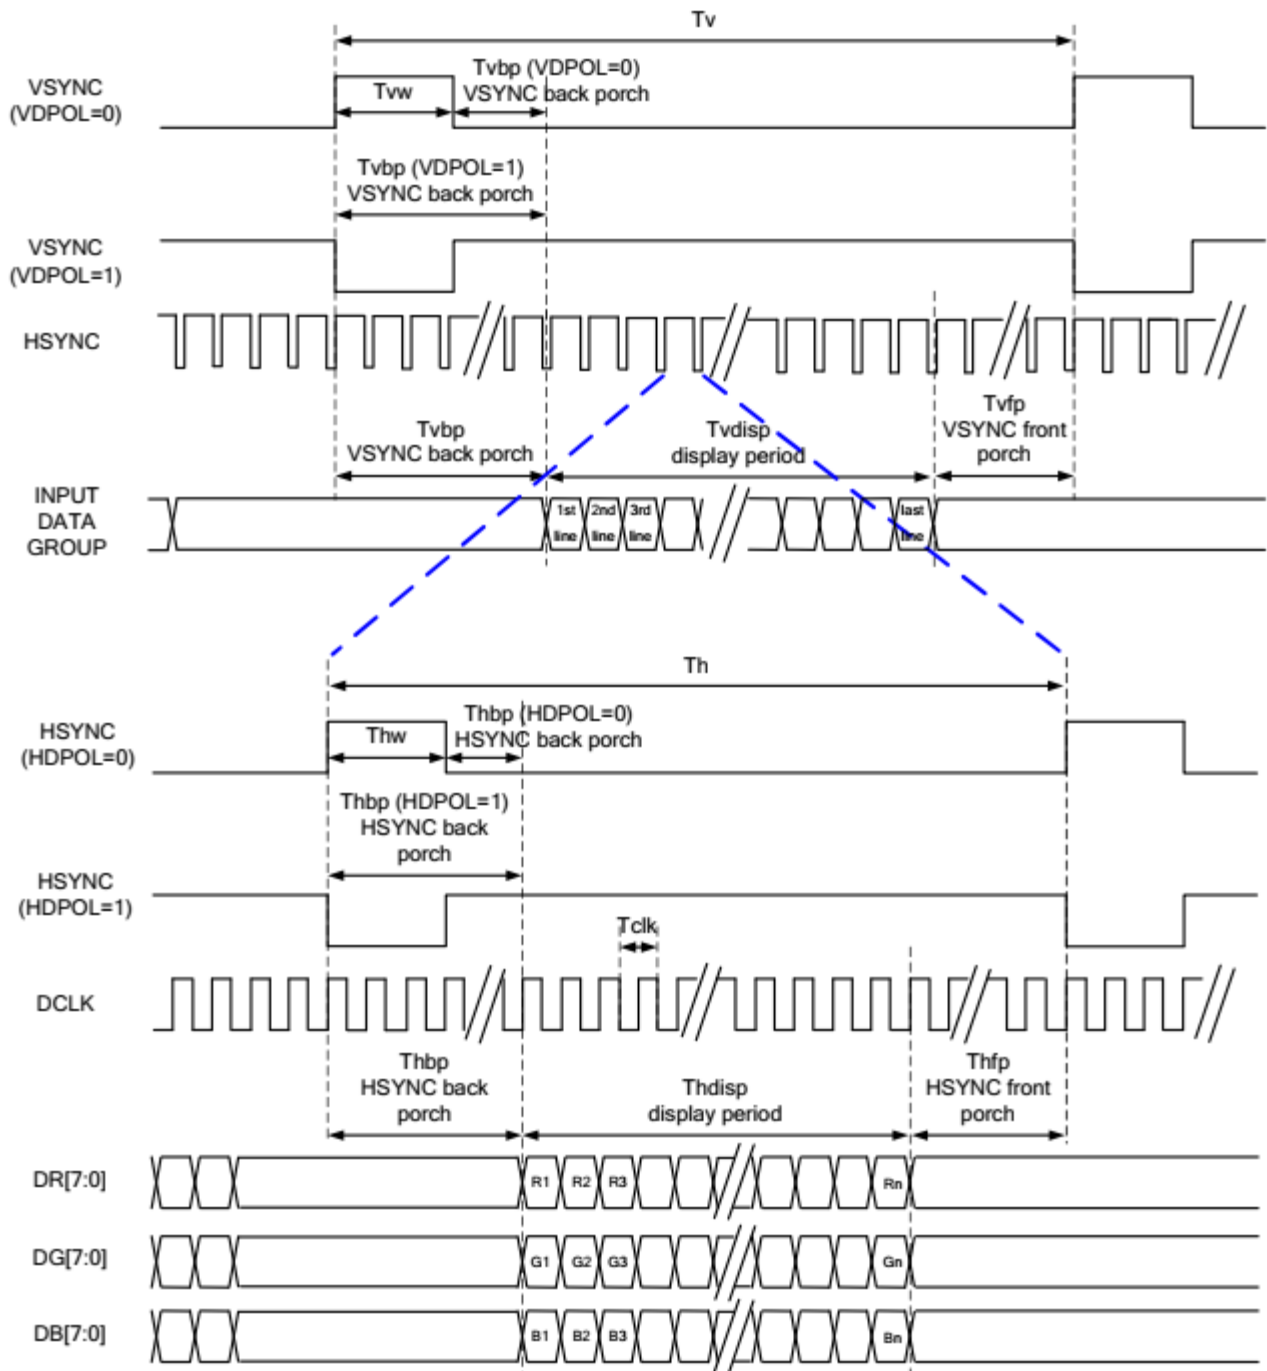 Tv
Tvbp (VDPOL=0)
VSYNC back porch
VSYNC
(VDPOL=0)
Tvw
Tvbp (VDPOL=1)
VSYNC back porch
VSYNC
(VDPOL=1)
HSYNC
Tvbp
VSYNC back porch
Tvdisp
display period
Tvfp
VSYNC front
porch
INPUT
DATA
GROUP
1st
line
2nd
line
3rd
line
last
line
Th
HSYNC
(HDPOL=0)
Thw
Thbp (HDPOL=0)
HSYNC back porch
Thbp (HDPOL=1)
HSYNC back
porch
HSYNC
(HDPOL=1)
Tclk
DCLK
Thbp
HSYNC back
porch
Thdisp
display period
Thfp
HSYNC front
porch
DR[7:0]
R1 R2 R3 Rn
DG[7:0]
G1 G2 G3 Gn
DB[7:0]
B1 B2 B3 Bn